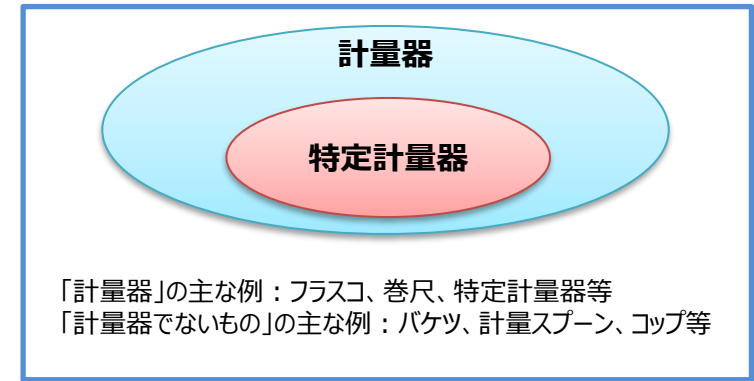 計量器
特定計量器
「計量器」の主な例：フラスコ、巻尺、特定計量器等
「計量器でないもの」の主な例：バケツ、計量スプーン、コップ等